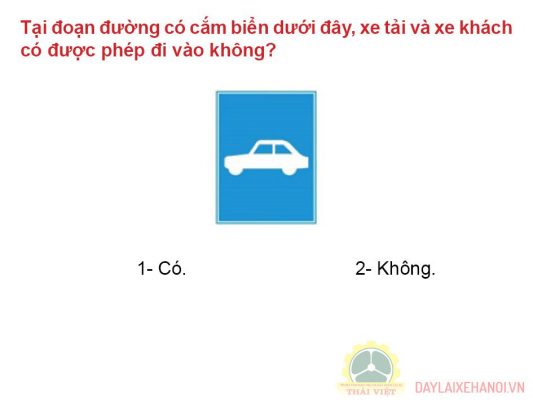 Tại đoạn đường có cắm biển dưới đây, xe tải và xe khách
có được phép đi vào không?
1- Có.
2- Không.
THÁI VIỆT
DAYLAIXEHANOI.VN